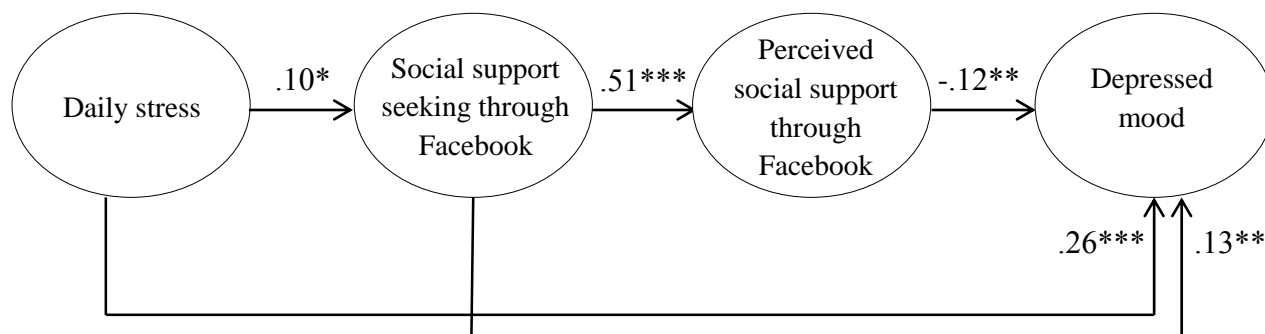 Daily stress
.10*
Social support
seeking through
Facebook
.51***
Perceived
social support
through
Facebook
-.12**
Depressed
mood
.26***
.13**